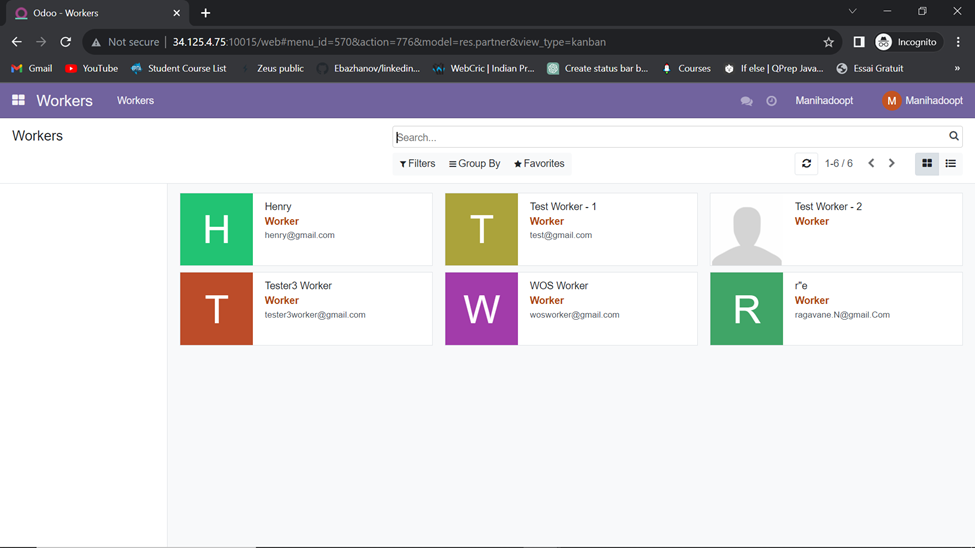 Odoo - Workers
Not secure 34.125.4.75:10015/web#menu_id=570&action=776&model=res.partner&view_type=kanban Incognito
Gmail YouTube Student Course List Zeus public Ebazhanov/linkedin... WebCric | Indian Pr... Create status bar b... Courses If else | QPrep Java... Essai Gratuit »
Workers Workers Manihadoopt M Manihadoopt
Workers
Search...
Filters Group By Favorites 1-6 / 6
H
Henry
Worker
henry@gmail.com
T
Test Worker - 1
Worker
test@gmail.com
Test Worker - 2
Worker
T
Tester3 Worker
Worker
tester3worker@gmail.com
W
WOS Worker
Worker
wosworker@gmail.com
R
r"e
Worker
ragavane.N@gmail.Com